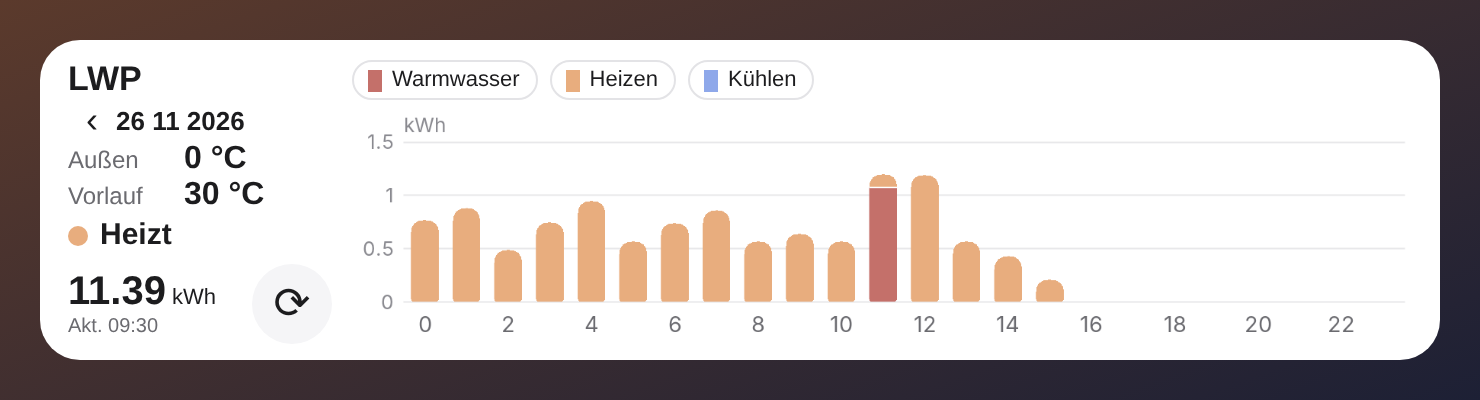 LWP
‹ 26 11 2026
Außen 0 °C
Vorlauf 30 °C
Heizt
11.39 kWh
Akt. 09:30
⟳
Warmwasser Heizen Kühlen
kWh
1.5
1
0.5
0
0 2 4 6 8 10 12 14 16 18 20 22